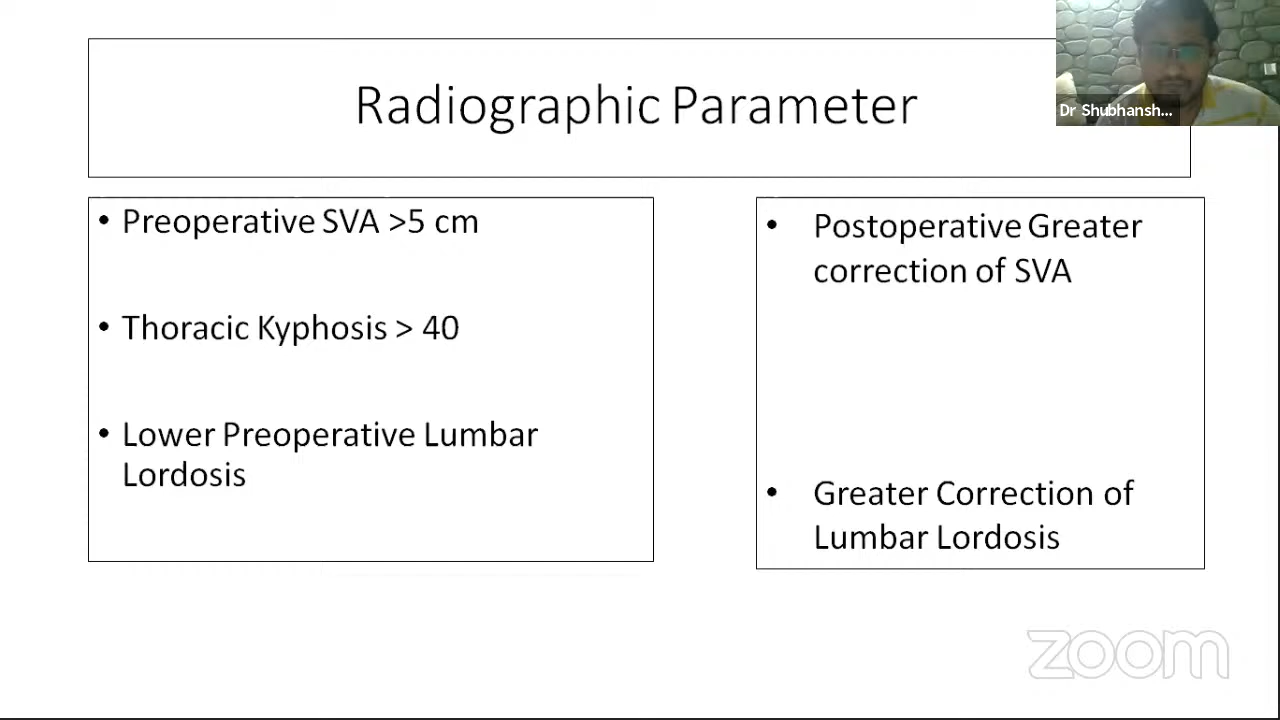 Radiographic Parameter
Dr Shubhansh...
• Preoperative SVA >5 cm
• Thoracic Kyphosis > 40
• Lower Preoperative Lumbar
Lordosis
• Postoperative Greater
correction of SVA
• Greater Correction of
Lumbar Lordosis
zoom